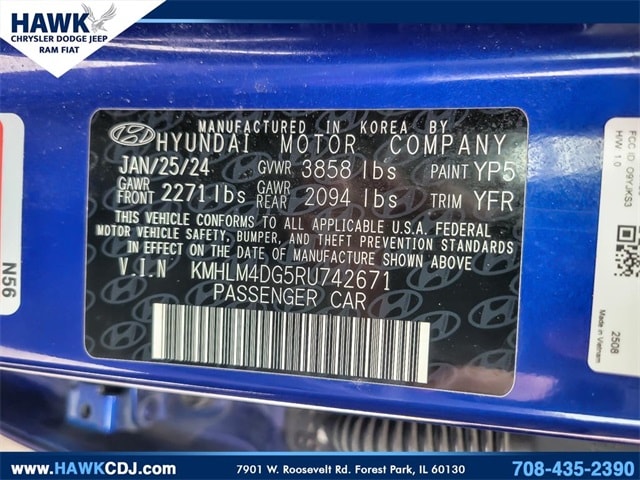 HAWK
CHRYSLER DODGE JEEP
RAM FIAT
MANUFACTURED IN KOREA BY
HYUNDAI MOTOR COMPANY
JAN/25/24 GVWR 3858 lbs PAINT YP5
GAWR FRONT 2271 lbs GAWR REAR 2094 lbs TRIM YFR
THIS VEHICLE CONFORMS TO ALL APPLICABLE U.S.A. FEDERAL
MOTOR VEHICLE SAFETY, BUMPER, AND THEFT PREVENTION STANDARDS
IN EFFECT ON THE DATE OF MANUFACTURE SHOWN ABOVE.
V.I.N KMHLM4DG5RU742671
PASSENGER CAR
N56
HW 1.0
2508
Made in Vietnam
www.HAWKCDJ.com
7901 W. Roosevelt Rd. Forest Park, IL 60130
708-435-2390